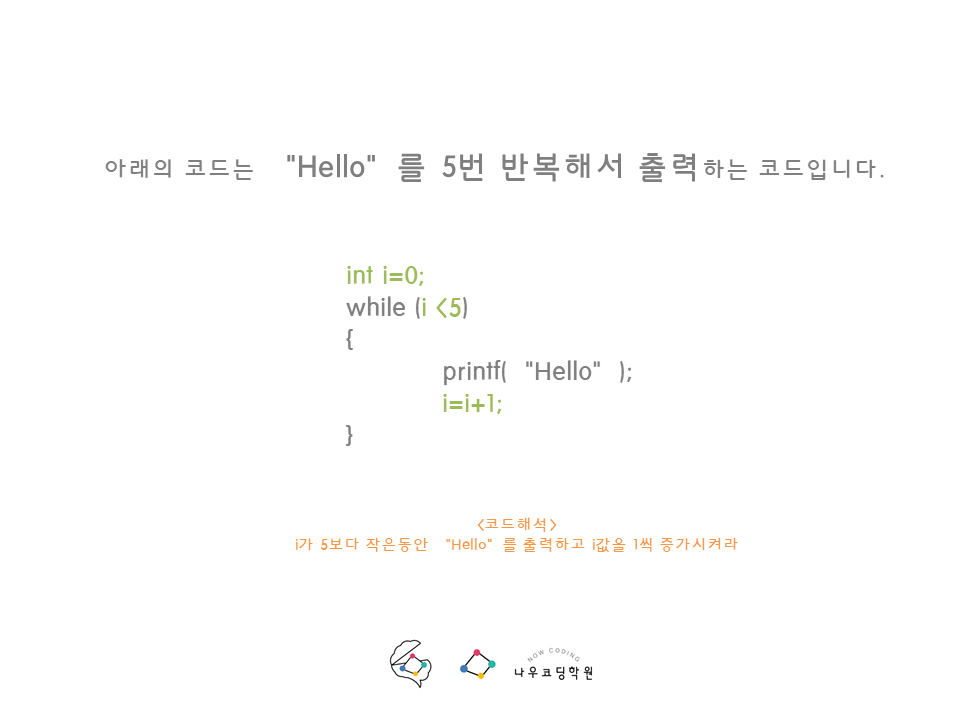 아래의 코드는 "Hello" 를 5번 반복해서 출력하는 코드입니다.
int i=0;
while (i <5)
{
printf( "Hello" );
i=i+1;
}
<코드해석>
i가 5보다 작은동안 "Hello" 를 출력하고 i값을 1씩 증가시켜라
NOW CODING
나우코딩학원